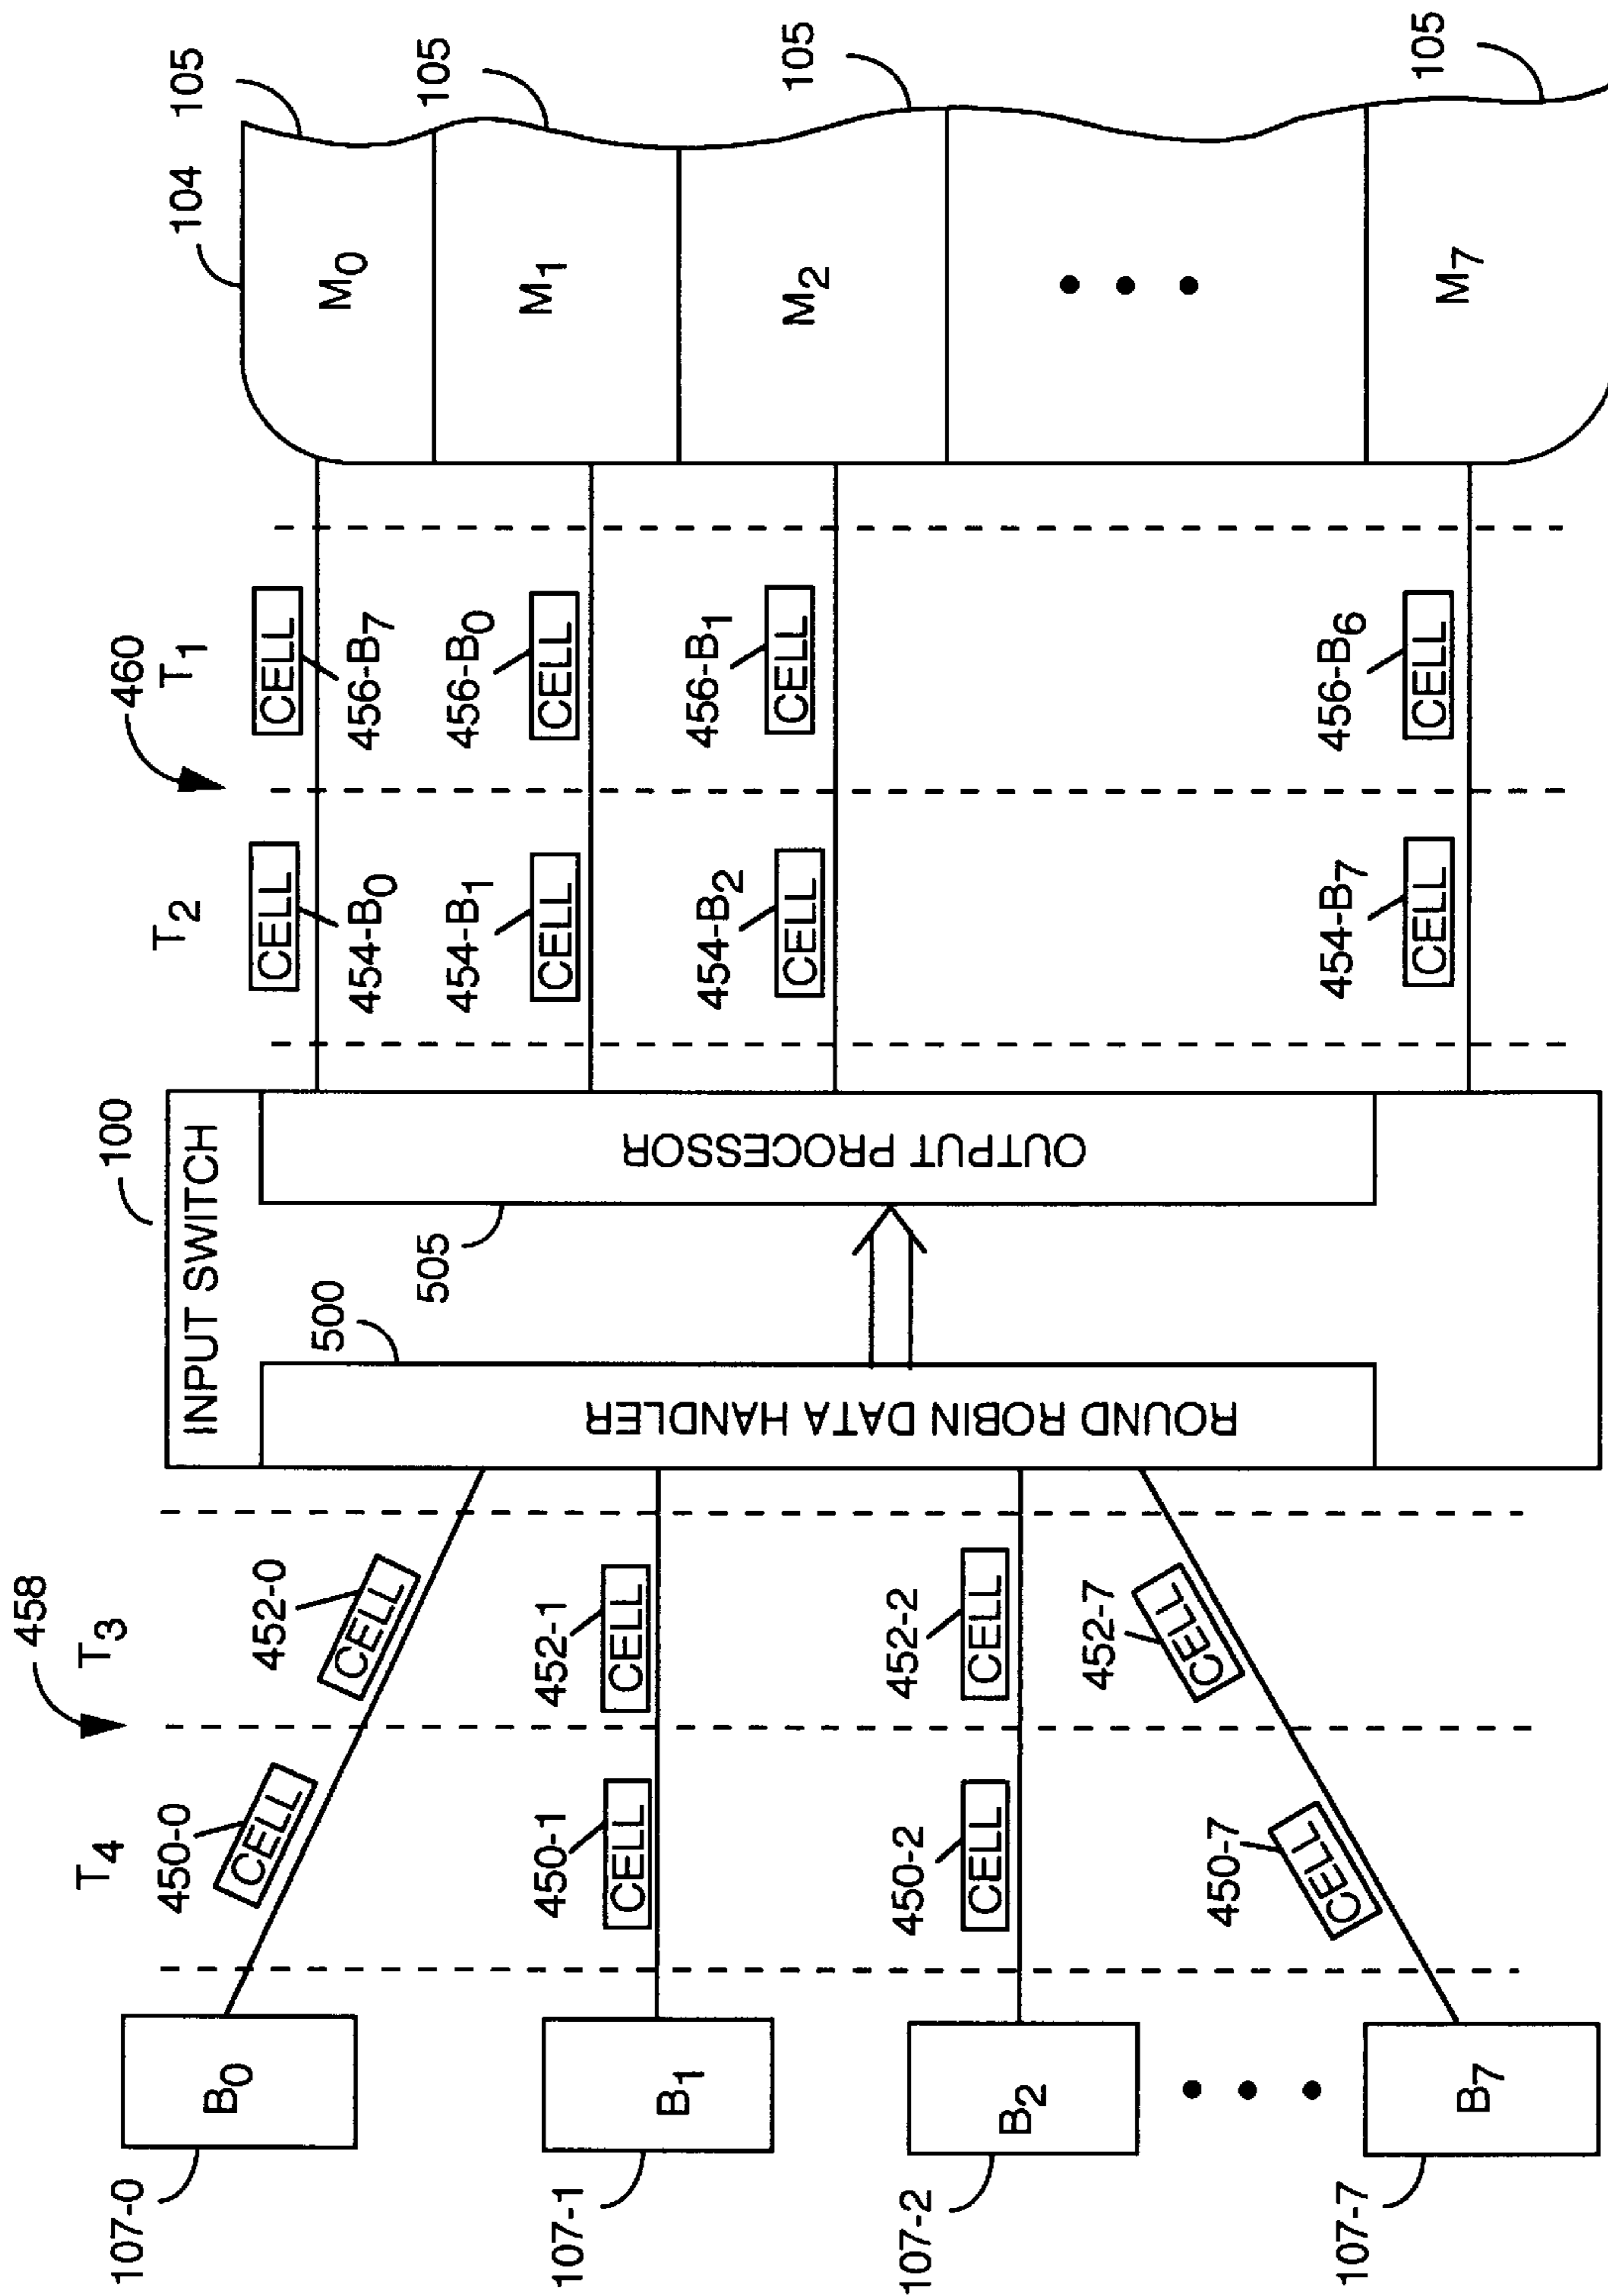 107-0
B0
107-1
B1
107-2
B2
107-7
B7
T4
450-0
CELL
450-1
CELL
450-2
CELL
450-7
CELL
458
T3
452-0
CELL
452-1
CELL
452-2
CELL
452-7
CELL
100
INPUT SWITCH
500
ROUND ROBIN DATA HANDLER
505
OUTPUT PROCESSOR
T2
CELL
454-B0
454-B1
CELL
454-B2
CELL
454-B7
CELL
460
T1
CELL
456-B7
456-B0
CELL
456-B1
CELL
456-B6
CELL
104
105
M0
105
M1
105
M2
105
M7